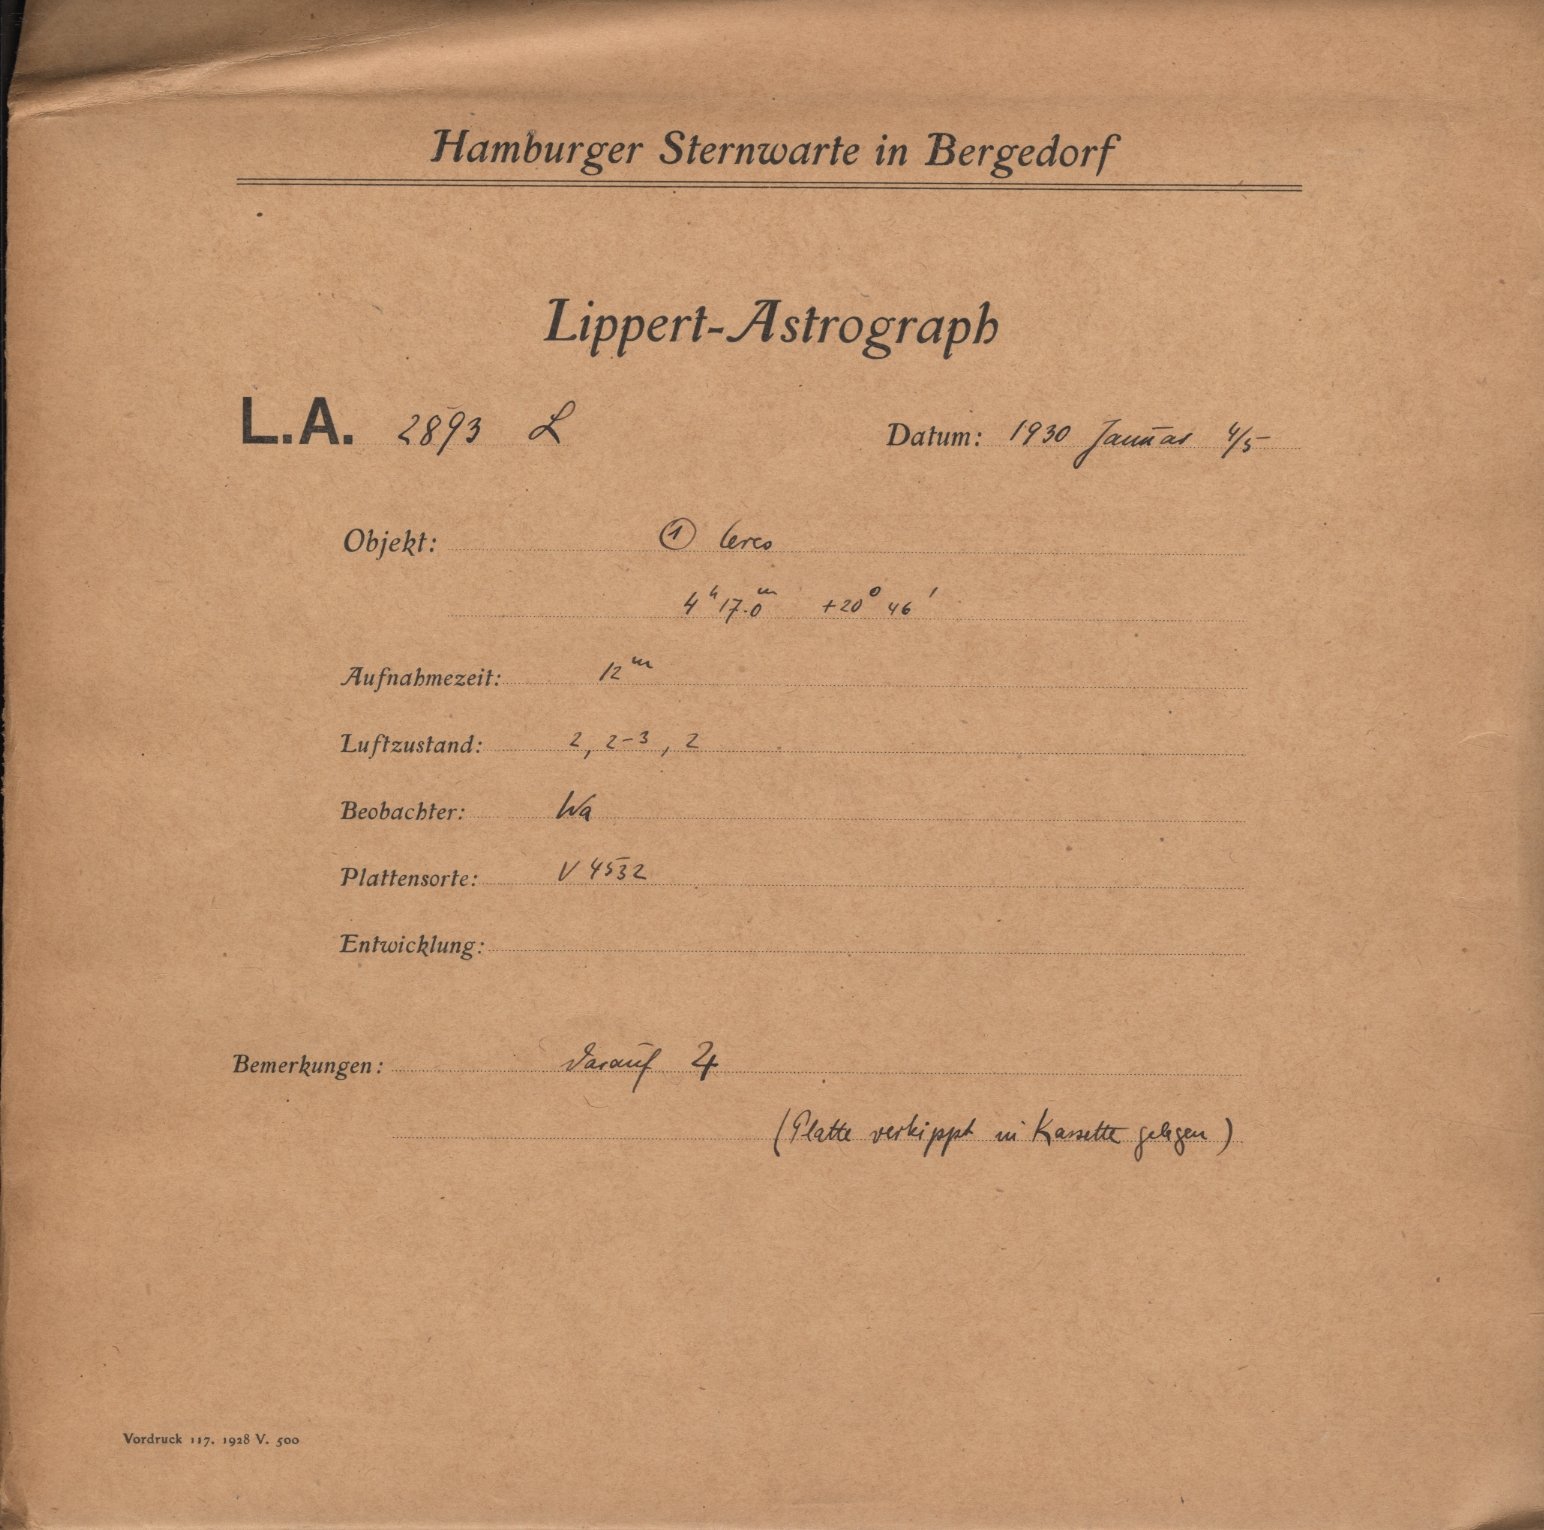 Hamburger Sternwarte in Bergedorf
Lippert-Astrograph
L.A. 2893 L Datum: 1930 Januar 4/5
Objekt: ① Ceres
4ʰ 17.0ᵐ +20° 46′
Aufnahmezeit: 12ᵐ
Luftzustand: 2, 2-3, 2
Beobachter: Wa
Plattensorte: V 4532
Entwicklung:
Bemerkungen: darauf ♃
(Platte verkippt in Kassette gelegen)
Vordruck 117. 1928 V. 500